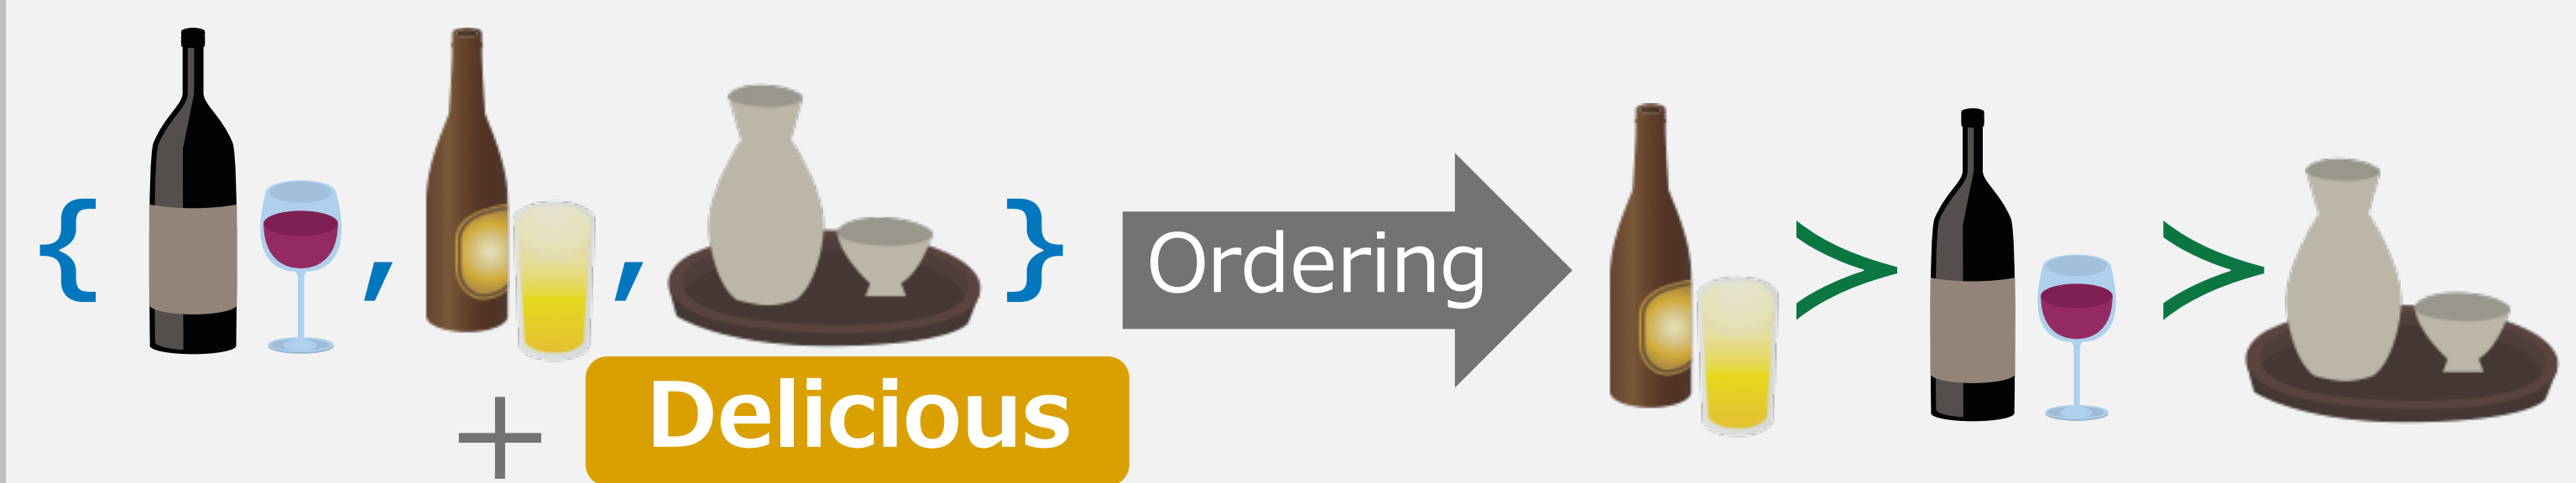 { , , } Ordering > >
+ Delicious